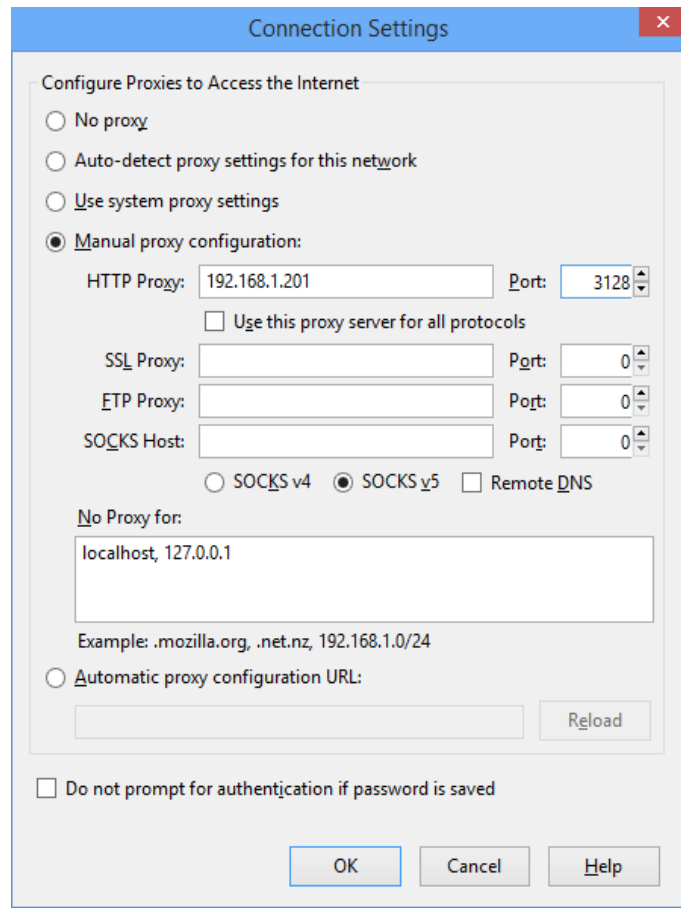 Connection Settings
Configure Proxies to Access the Internet
No proxy
Auto-detect proxy settings for this network
Use system proxy settings
Manual proxy configuration:
HTTP Proxy: 192.168.1.201 Port: 3128
Use this proxy server for all protocols
SSL Proxy: Port: 0
FTP Proxy: Port: 0
SOCKS Host: Port: 0
SOCKS v4 SOCKS v5 Remote DNS
No Proxy for:
localhost, 127.0.0.1
Example: .mozilla.org, .net.nz, 192.168.1.0/24
Automatic proxy configuration URL:
Reload
Do not prompt for authentication if password is saved
OK Cancel Help